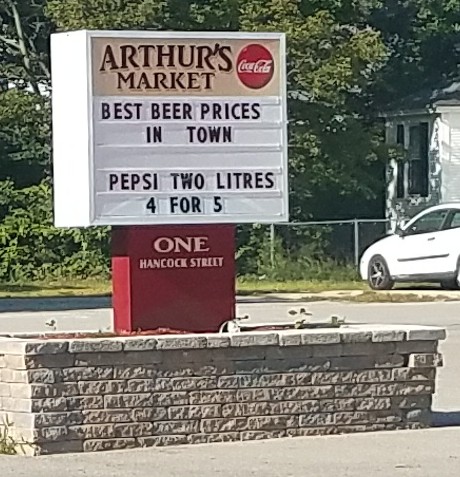 ARTHUR'S
MARKET
Coca-Cola
BEST BEER PRICES
IN TOWN
PEPSI TWO LITRES
4 FOR 5
ONE
HANCOCK STREET